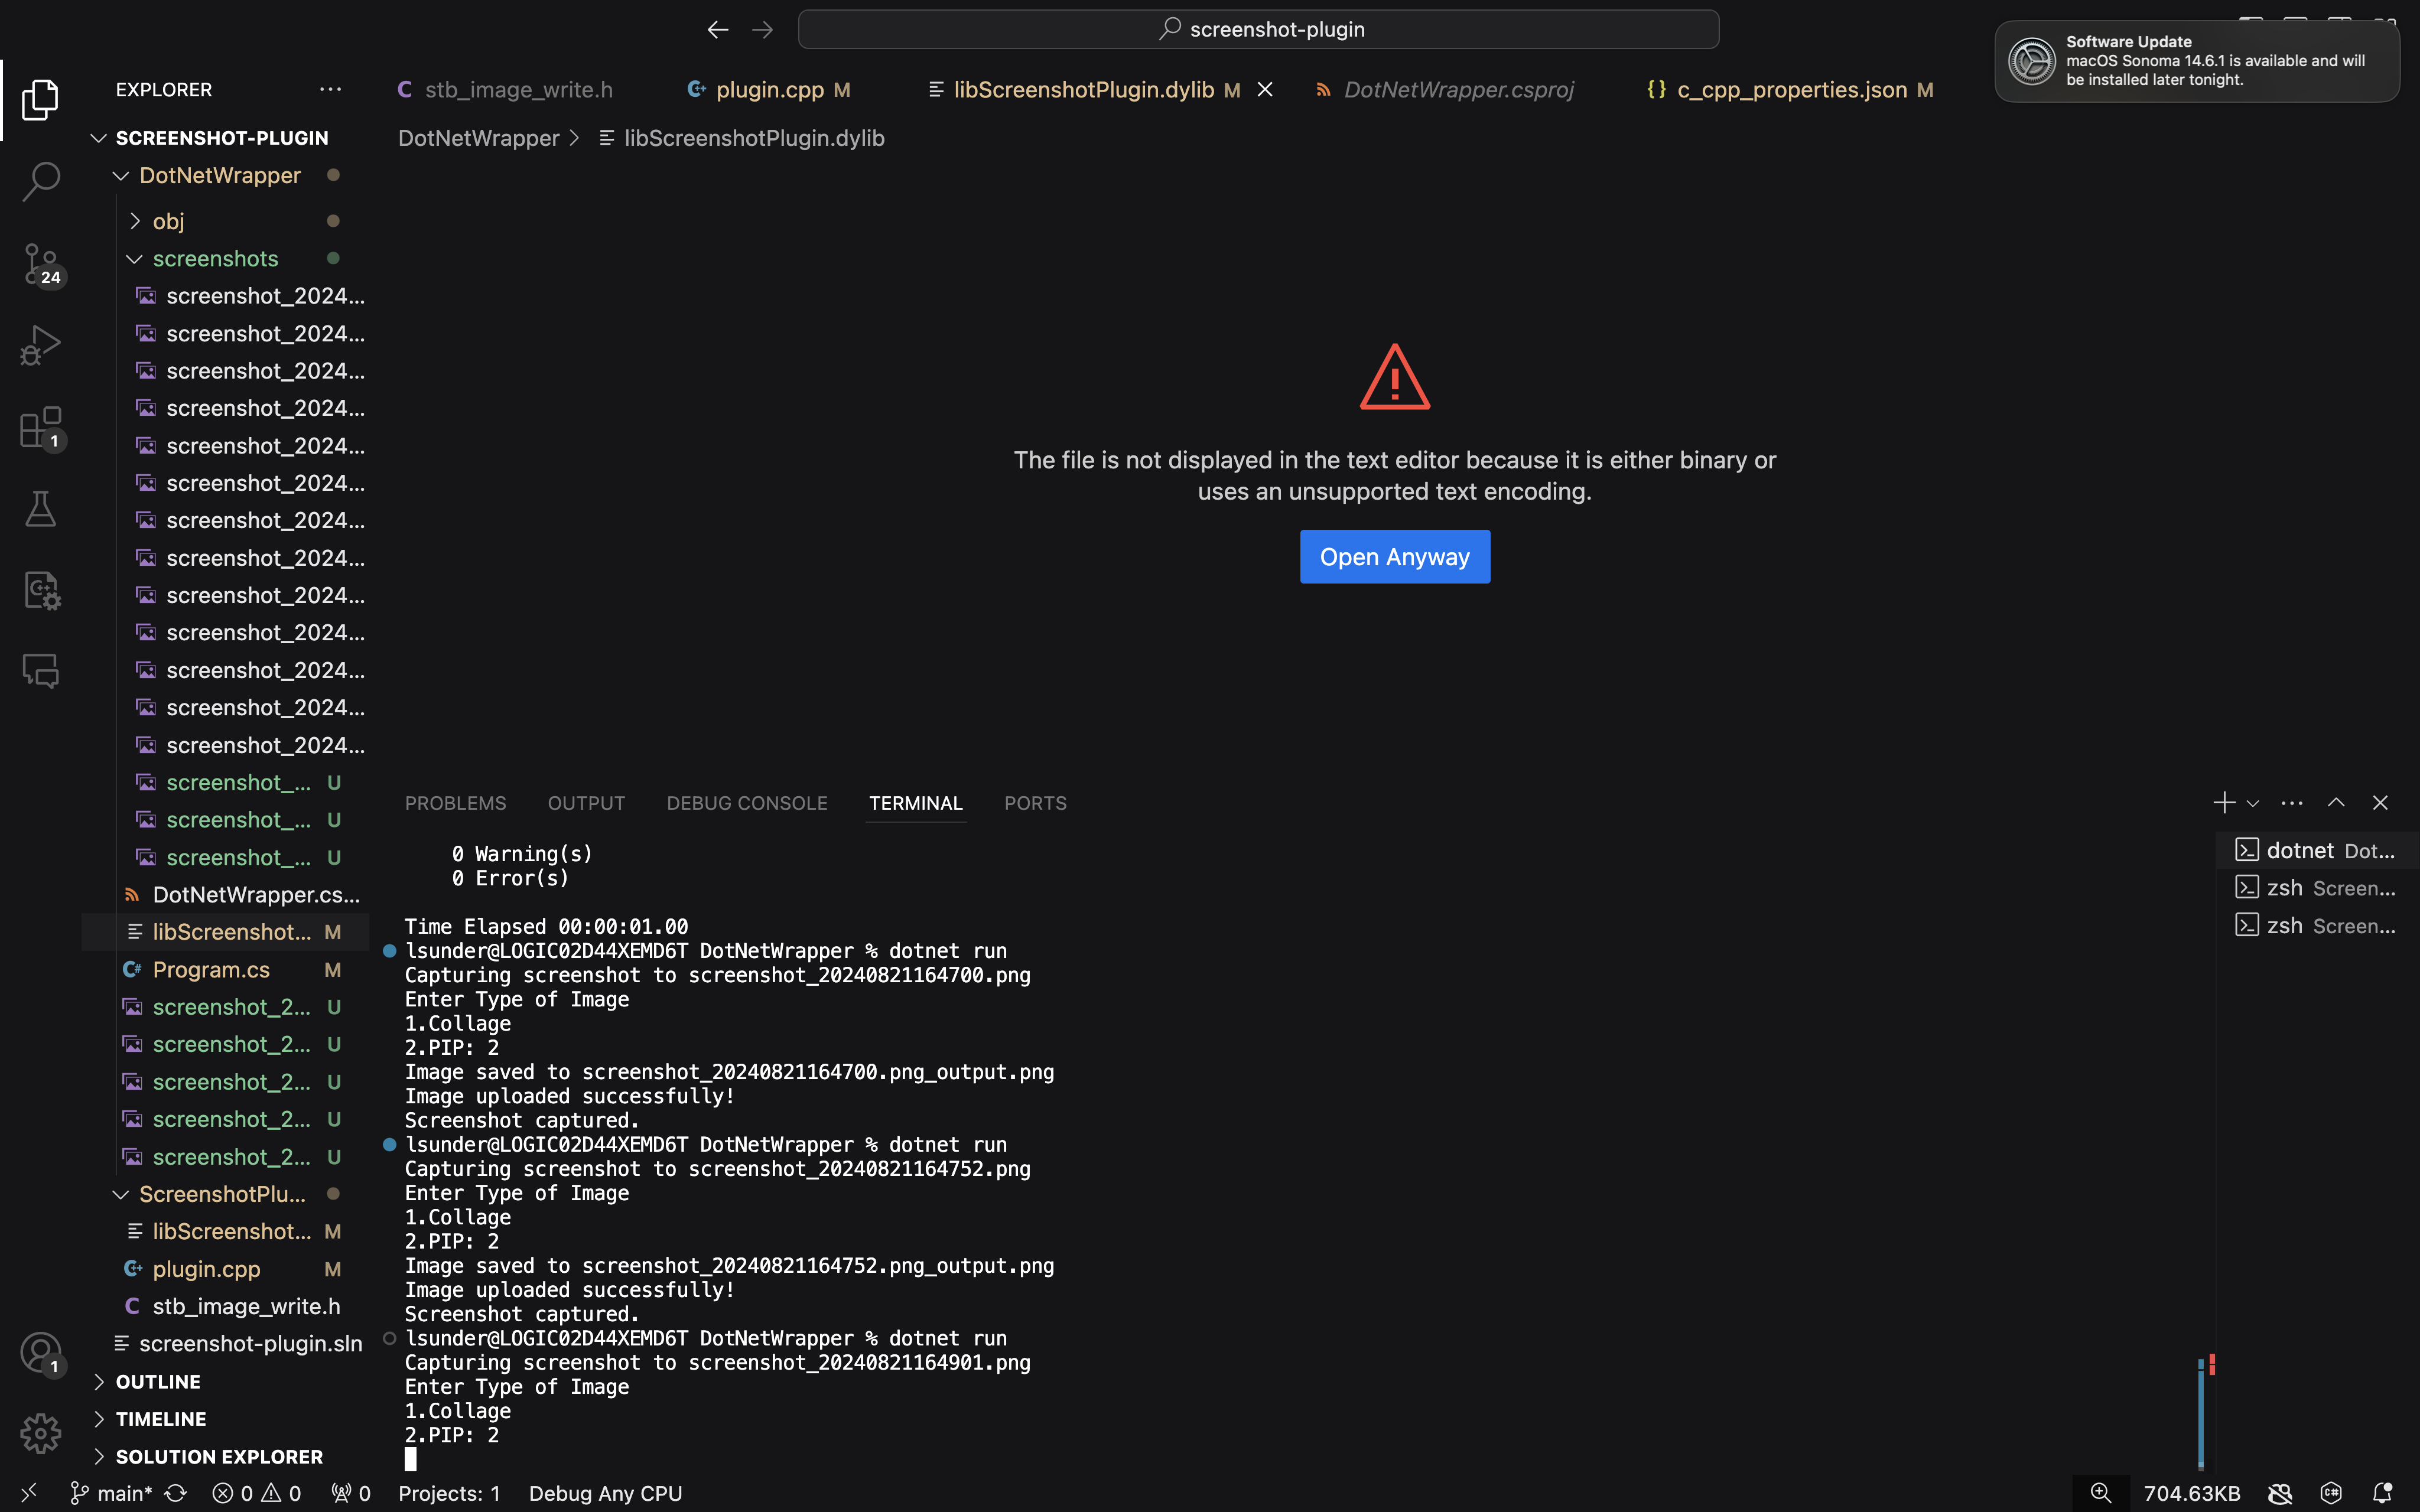 screenshot-plugin
Software Update
macOS Sonoma 14.6.1 is available and will
be installed later tonight.
EXPLORER
stb_image_write.h
plugin.cpp M
libScreenshotPlugin.dylib M
DotNetWrapper.csproj
{} c_cpp_properties.json M
DotNetWrapper > libScreenshotPlugin.dylib
SCREENSHOT-PLUGIN
DotNetWrapper
obj
screenshots
screenshot_2024...
screenshot_2024...
screenshot_2024...
screenshot_2024...
screenshot_2024...
screenshot_2024...
screenshot_2024...
screenshot_2024...
screenshot_2024...
screenshot_2024...
screenshot_2024...
screenshot_2024...
screenshot_2024...
screenshot_... U
screenshot_... U
screenshot_... U
DotNetWrapper.cs...
libScreenshot... M
Program.cs M
screenshot_2... U
screenshot_2... U
screenshot_2... U
screenshot_2... U
screenshot_2... U
ScreenshotPlu...
libScreenshot... M
plugin.cpp M
stb_image_write.h
screenshot-plugin.sln
OUTLINE
TIMELINE
SOLUTION EXPLORER
24
1
1
The file is not displayed in the text editor because it is either binary or
uses an unsupported text encoding.
Open Anyway
PROBLEMS OUTPUT DEBUG CONSOLE TERMINAL PORTS
0 Warning(s)
0 Error(s)
Time Elapsed 00:00:01.00
lsunder@LOGIC02D44XEMD6T DotNetWrapper % dotnet run
Capturing screenshot to screenshot_20240821164700.png
Enter Type of Image
1.Collage
2.PIP: 2
Image saved to screenshot_20240821164700.png_output.png
Image uploaded successfully!
Screenshot captured.
lsunder@LOGIC02D44XEMD6T DotNetWrapper % dotnet run
Capturing screenshot to screenshot_20240821164752.png
Enter Type of Image
1.Collage
2.PIP: 2
Image saved to screenshot_20240821164752.png_output.png
Image uploaded successfully!
Screenshot captured.
lsunder@LOGIC02D44XEMD6T DotNetWrapper % dotnet run
Capturing screenshot to screenshot_20240821164901.png
Enter Type of Image
1.Collage
2.PIP: 2
dotnet Dot...
zsh Screen...
zsh Screen...
main* 0 0 0 Projects: 1 Debug Any CPU 704.63KB